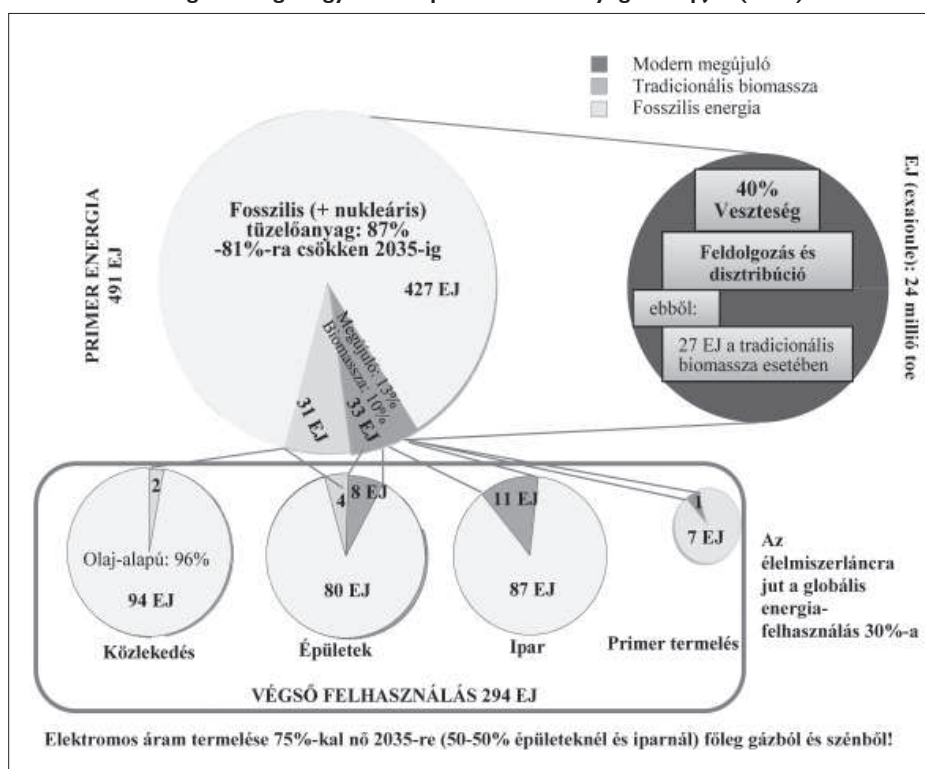 Modern megújuló
Tradicionális biomassza
Fosszilis energia
PRIMER ENERGIA
491 EJ
Fosszilis (+ nukleáris)
tüzelőanyag: 87%
-81%-ra csökken 2035-ig
427 EJ
Megújuló: 13%
Biomassza: 10%
31 EJ
33 EJ
40%
Veszteség
Feldolgozás és
disztribúció
ebből:
27 EJ a tradicionális
biomassza esetében
EJ (exajoule): 24 millió toe
2
Olaj-alapú: 96%
94 EJ
Közlekedés
4
8 EJ
80 EJ
Épületek
11 EJ
87 EJ
Ipar
1
7 EJ
Primer termelés
Az
élelmiszerláncra
jut a globális
energia-
felhasználás 30%-a
VÉGSŐ FELHASZNÁLÁS 294 EJ
Elektromos áram termelése 75%-kal nő 2035-re (50-50% épületeknél és iparnál) főleg gázból és szénből!